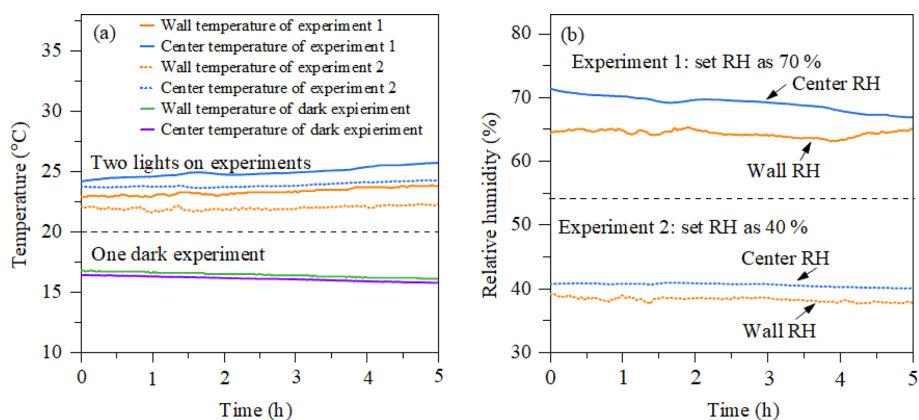 (a)
Wall temperature of experiment 1
Center temperature of experiment 1
Wall temperature of experiment 2
Center temperature of experiment 2
Wall temperature of dark expieriment
Center temperature of dark expieriment
Two lights on experiments
One dark experiment
Temperature (°C)
35
30
25
20
15
10
0 1 2 3 4 5
Time (h)
(b)
Experiment 1: set RH as 70 %
Center RH
Wall RH
Experiment 2: set RH as 40 %
Center RH
Wall RH
Relative humidity (%)
80
70
60
50
40
30
0 1 2 3 4 5
Time (h)